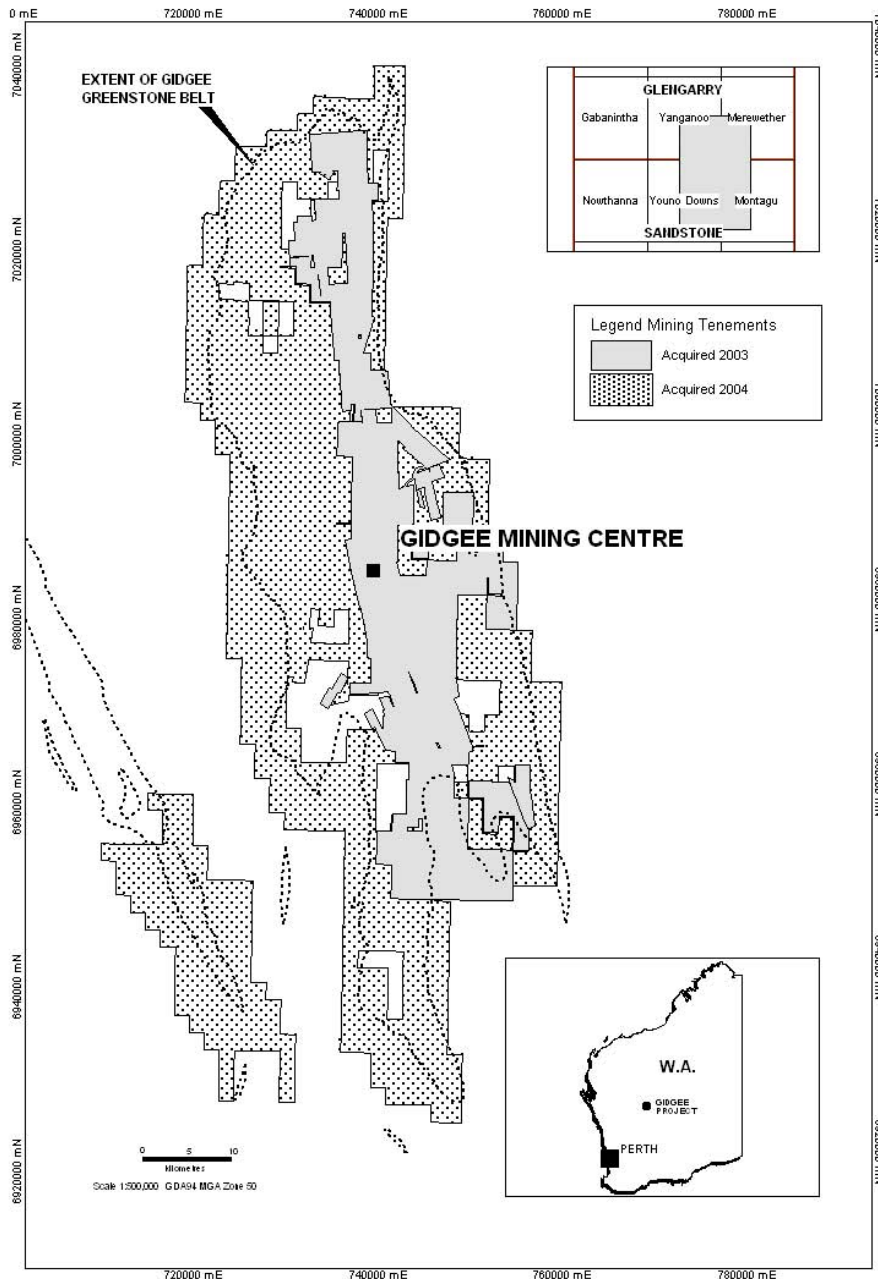 0 mE
720000 mE
740000 mE
760000 mE
780000 mE
7040000 mN
EXTENT OF GIDGEE
GREENSTONE BELT
GLENGARRY
Gabanintha
Yanganoo
Merewether
Nowthanna
Youno Downs
Montagu
SANDSTONE
7020000 mN
Legend Mining Tenements
Acquired 2003
Acquired 2004
7000000 mN
GIDGEE MINING CENTRE
6980000 mN
6960000 mN
6940000 mN
W.A.
GIDGEE
PROJECT
PERTH
0 5 10
kilometres
Scale 1:500,000 GDA94 MGA Zone 50
6920000 mN
720000 mE
740000 mE
760000 mE
780000 mE